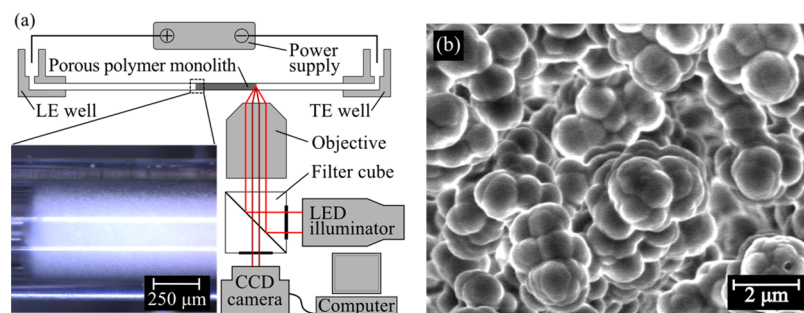 (a)
Power
supply
Porous polymer monolith
LE well
TE well
Objective
Filter cube
LED
illuminator
CCD
camera
Computer
250 µm
(b)
2 µm